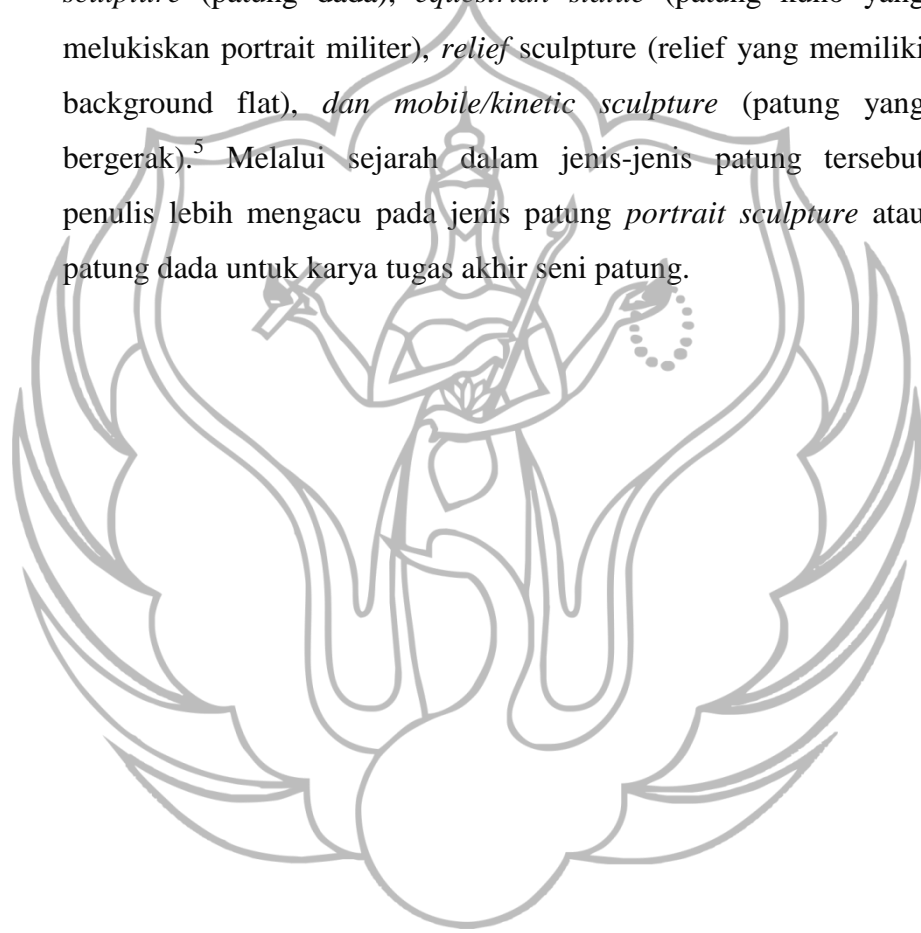 sculpture (patung dada), equestrian statue (patung kuno yang
melukiskan portrait militer), relief sculpture (relief yang memiliki
background flat), dan mobile/kinetic sculpture (patung yang
bergerak).⁵ Melalui sejarah dalam jenis-jenis patung tersebut
penulis lebih mengacu pada jenis patung portrait sculpture atau
patung dada untuk karya tugas akhir seni patung.